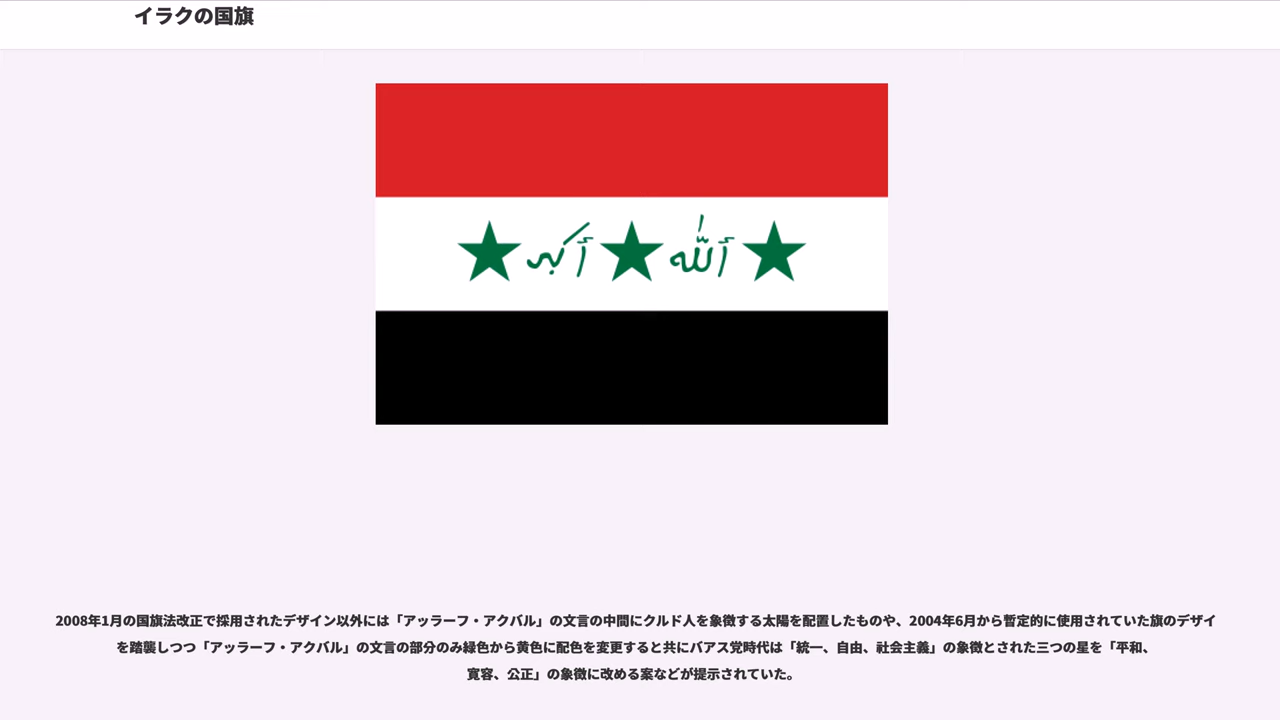 イラクの国旗
الله أكبر
2008年1月の国旗法改正で採用されたデザイン以外には「アッラーフ・アクバル」の文言の中間にクルド人を象徴する太陽を配置したものや、2004年6月から暫定的に使用されていた旗のデザイ
を踏襲しつつ「アッラーフ・アクバル」の文言の部分のみ緑色から黄色に配色を変更すると共にバアス党時代は「統一、自由、社会主義」の象徴とされた三つの星を「平和、
寛容、公正」の象徴に改める案などが提示されていた。